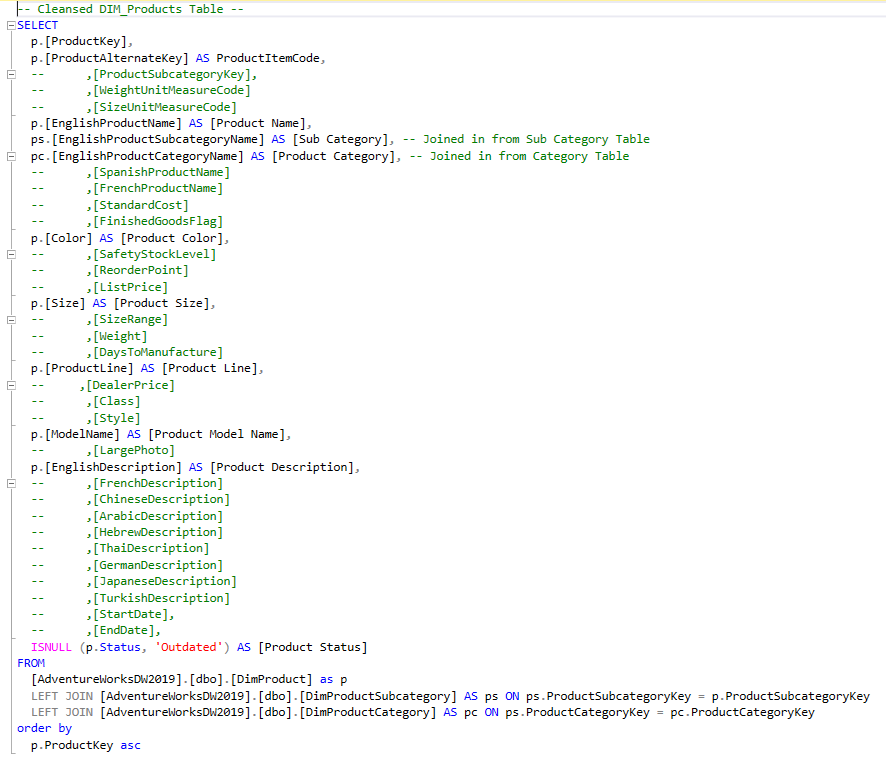 -- Cleansed DIM_Products Table --
SELECT
p.[ProductKey],
p.[ProductAlternateKey] AS ProductItemCode,
-- ,[ProductSubcategoryKey],
-- ,[WeightUnitMeasureCode]
-- ,[SizeUnitMeasureCode]
p.[EnglishProductName] AS [Product Name],
ps.[EnglishProductSubcategoryName] AS [Sub Category], -- Joined in from Sub Category Table
pc.[EnglishProductCategoryName] AS [Product Category], -- Joined in from Category Table
-- ,[SpanishProductName]
-- ,[FrenchProductName]
-- ,[StandardCost]
-- ,[FinishedGoodsFlag]
p.[Color] AS [Product Color],
-- ,[SafetyStockLevel]
-- ,[ReorderPoint]
-- ,[ListPrice]
p.[Size] AS [Product Size],
-- ,[SizeRange]
-- ,[Weight]
-- ,[DaysToManufacture]
p.[ProductLine] AS [Product Line],
-- ,[DealerPrice]
-- ,[Class]
-- ,[Style]
p.[ModelName] AS [Product Model Name],
-- ,[LargePhoto]
p.[EnglishDescription] AS [Product Description],
-- ,[FrenchDescription]
-- ,[ChineseDescription]
-- ,[ArabicDescription]
-- ,[HebrewDescription]
-- ,[ThaiDescription]
-- ,[GermanDescription]
-- ,[JapaneseDescription]
-- ,[TurkishDescription]
-- ,[StartDate],
-- ,[EndDate],
ISNULL (p.Status, 'Outdated') AS [Product Status]
FROM
[AdventureWorksDW2019].[dbo].[DimProduct] as p
LEFT JOIN [AdventureWorksDW2019].[dbo].[DimProductSubcategory] AS ps ON ps.ProductSubcategoryKey = p.ProductSubcategoryKey
LEFT JOIN [AdventureWorksDW2019].[dbo].[DimProductCategory] AS pc ON ps.ProductCategoryKey = pc.ProductCategoryKey
order by
p.ProductKey asc